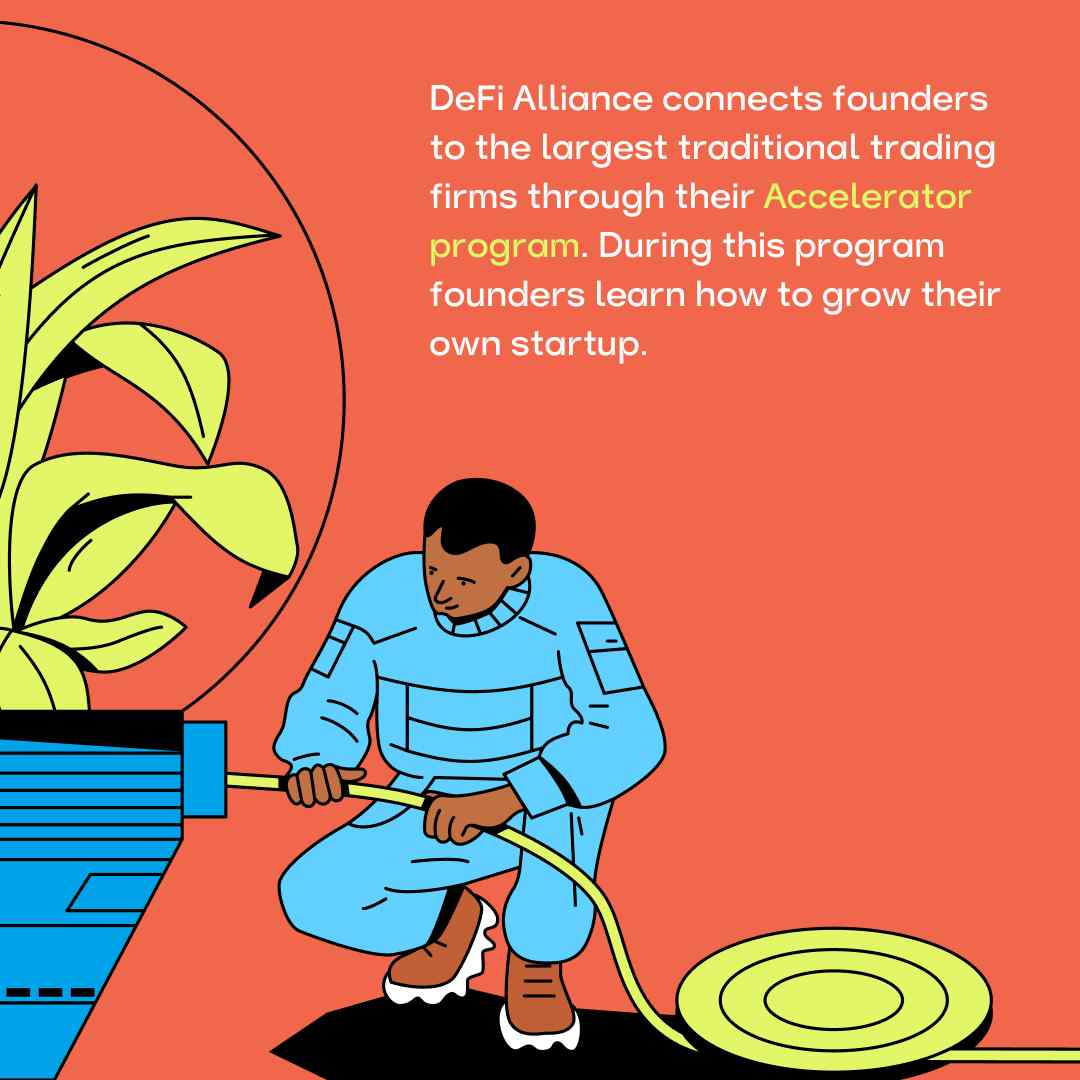 DeFi Alliance connects founders
to the largest traditional trading
firms through their Accelerator
program. During this program
founders learn how to grow their
own startup.